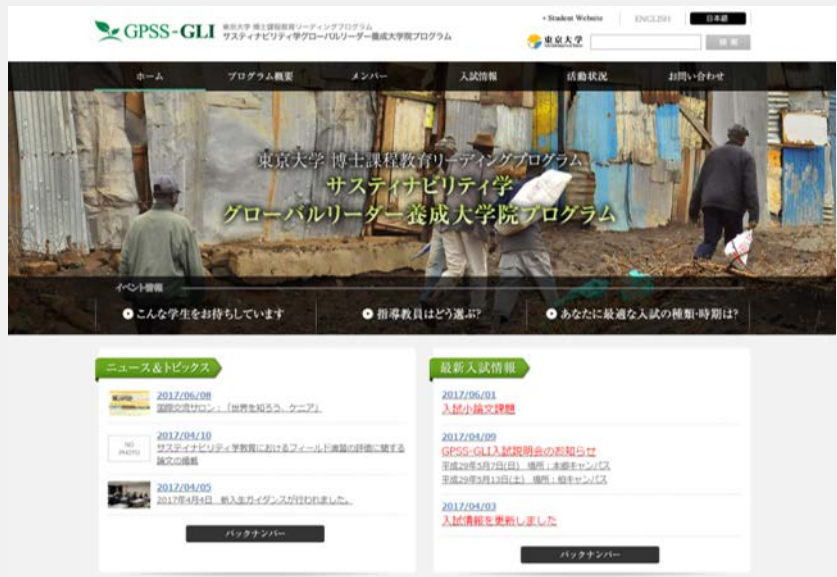 GPSS-GLI
東京大学 博士課程教育リーディングプログラム
サスティナビリティ学グローバルリーダー養成大学院プログラム
Student Website
ENGLISH
日本語
東京大学
検索
ホーム
プログラム概要
メンバー
入試情報
活動状況
お問い合わせ
東京大学 博士課程教育リーディングプログラム
サスティナビリティ学
グローバルリーダー養成大学院プログラム
イベント情報
こんな学生をお待ちしています
指導教員はどう選ぶ?
あなたに最適な入試の種類・時期は?
ニュース&トピックス
2017/06/08
国際交流サロン:「世界を知ろう、ケニア」
NO
PHOTO
2017/04/10
サステイナビリティ学教育におけるフィールド演習の評価に関する
論文の掲載
2017/04/05
2017年4月4日 新入生ガイダンスが行われました。
バックナンバー
最新入試情報
2017/06/01
入試小論文課題
2017/04/09
GPSS-GLI入試説明会のお知らせ
平成29年5月7日(日) 場所:本郷キャンパス
平成29年5月13日(土) 場所:柏キャンパス
2017/04/03
入試情報を更新しました
バックナンバー